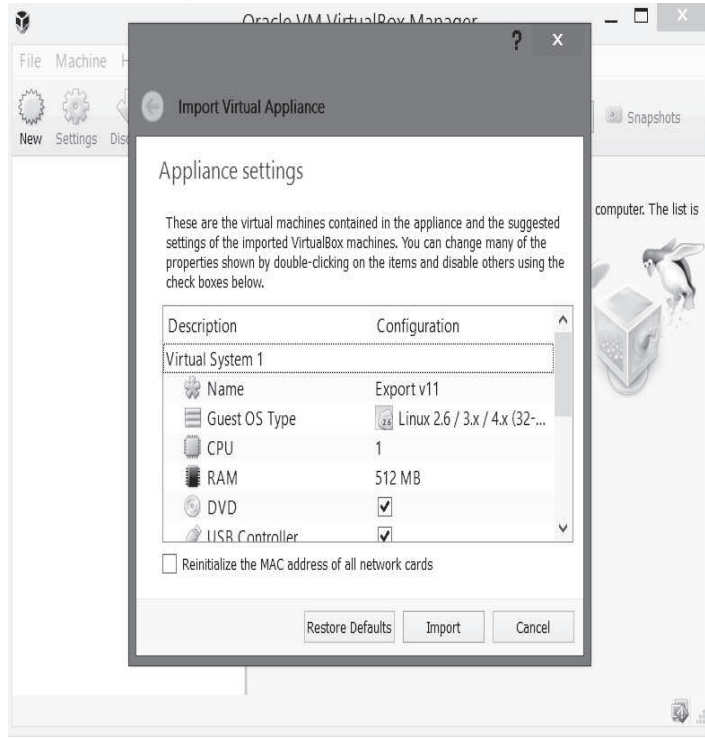 Oracle VM VirtualBox Manager
? x
File Machine H
Import Virtual Appliance
New Settings Disc
Snapshots
Appliance settings
computer. The list is
These are the virtual machines contained in the appliance and the suggested
settings of the imported VirtualBox machines. You can change many of the
properties shown by double-clicking on the items and disable others using the
check boxes below.
Description Configuration
Virtual System 1
Name Export v11
Guest OS Type 2.6 Linux 2.6 / 3.x / 4.x (32-...
CPU 1
RAM 512 MB
DVD
USB Controller
Reinitialize the MAC address of all network cards
Restore Defaults Import Cancel